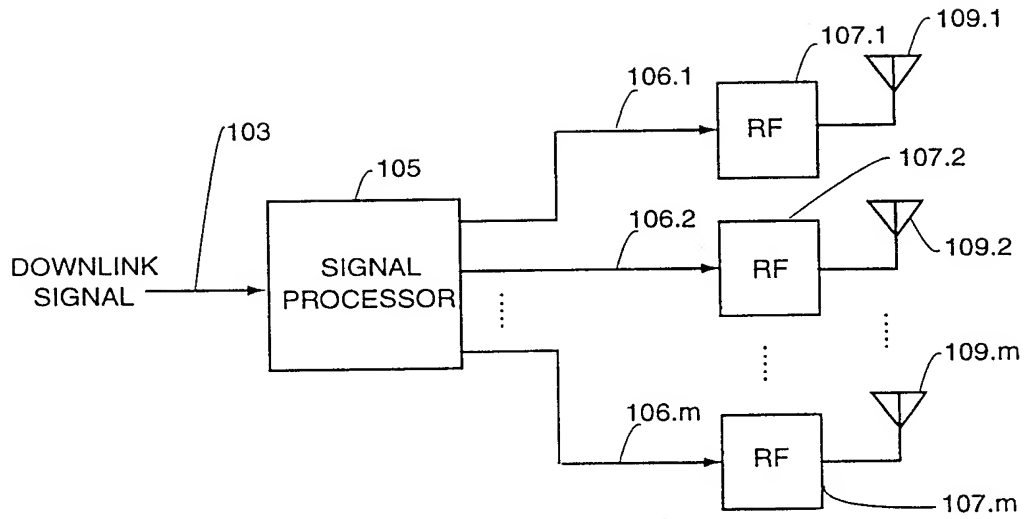 109.1
107.1
106.1
RF
103
107.2
105
106.2
DOWNLINK
SIGNAL
SIGNAL
PROCESSOR
RF
109.2
109.m
106.m
RF
107.m